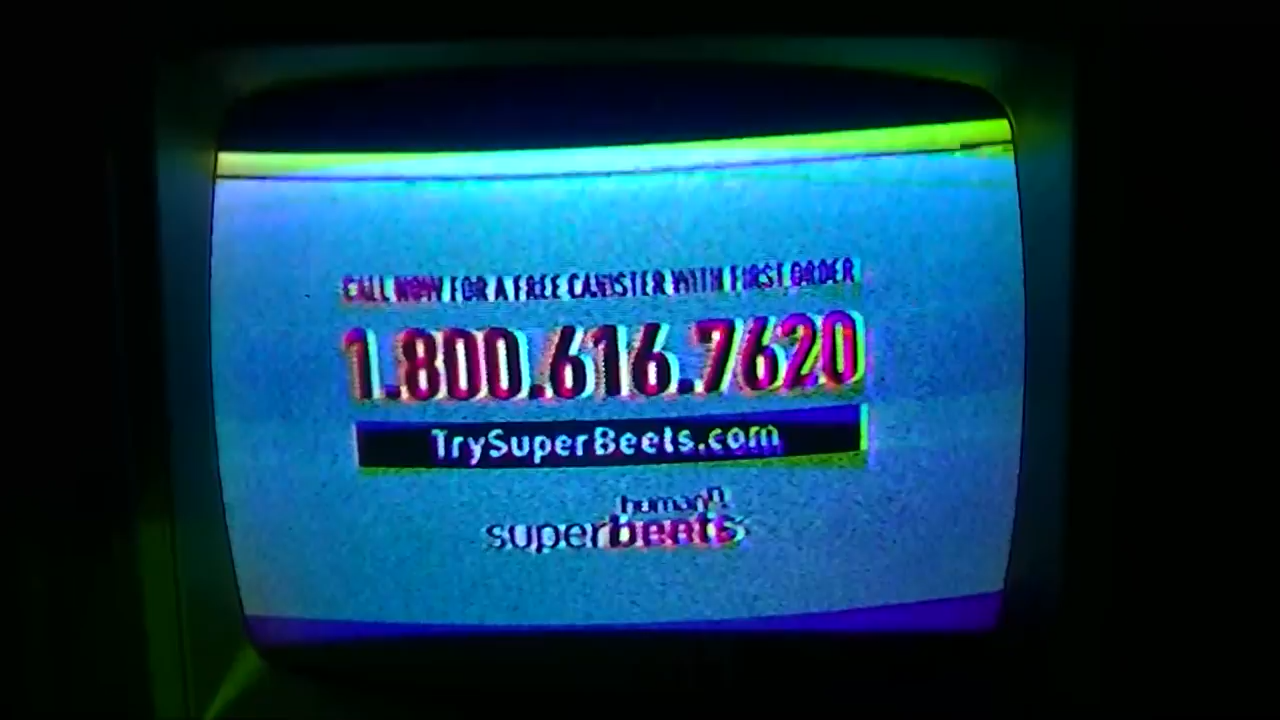 CALL NOW FOR A FREE CANISTER WITH FIRST ORDER
1.800.616.7620
TrySuperBeets.com
humann
superbeets